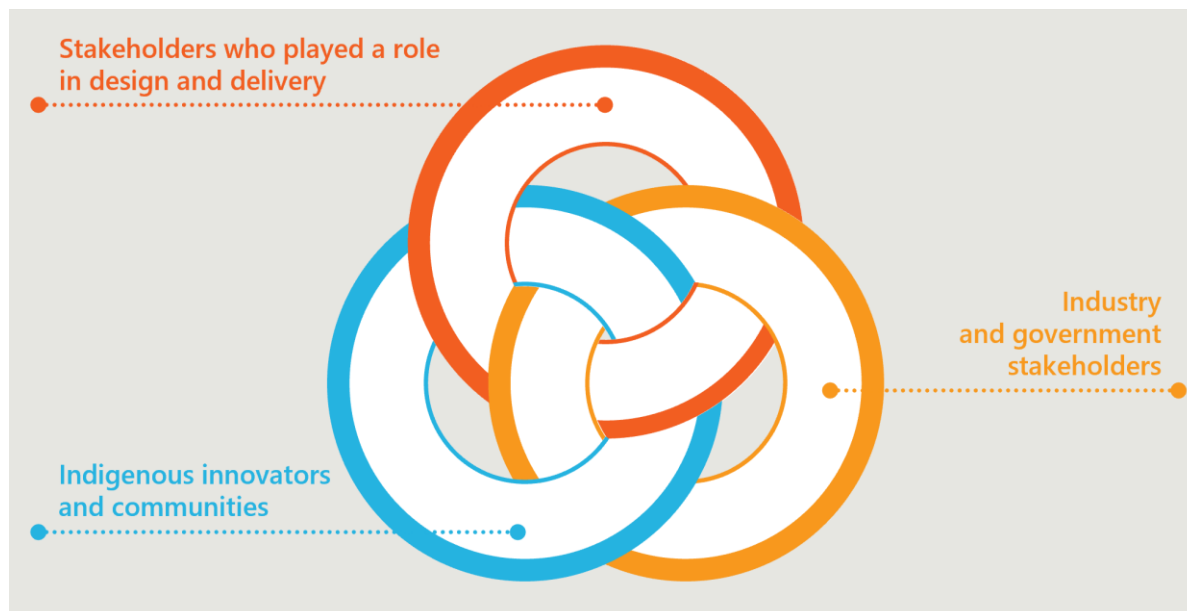 Stakeholders who played a role
in design and delivery
Industry
and government
stakeholders
Indigenous innovators
and communities